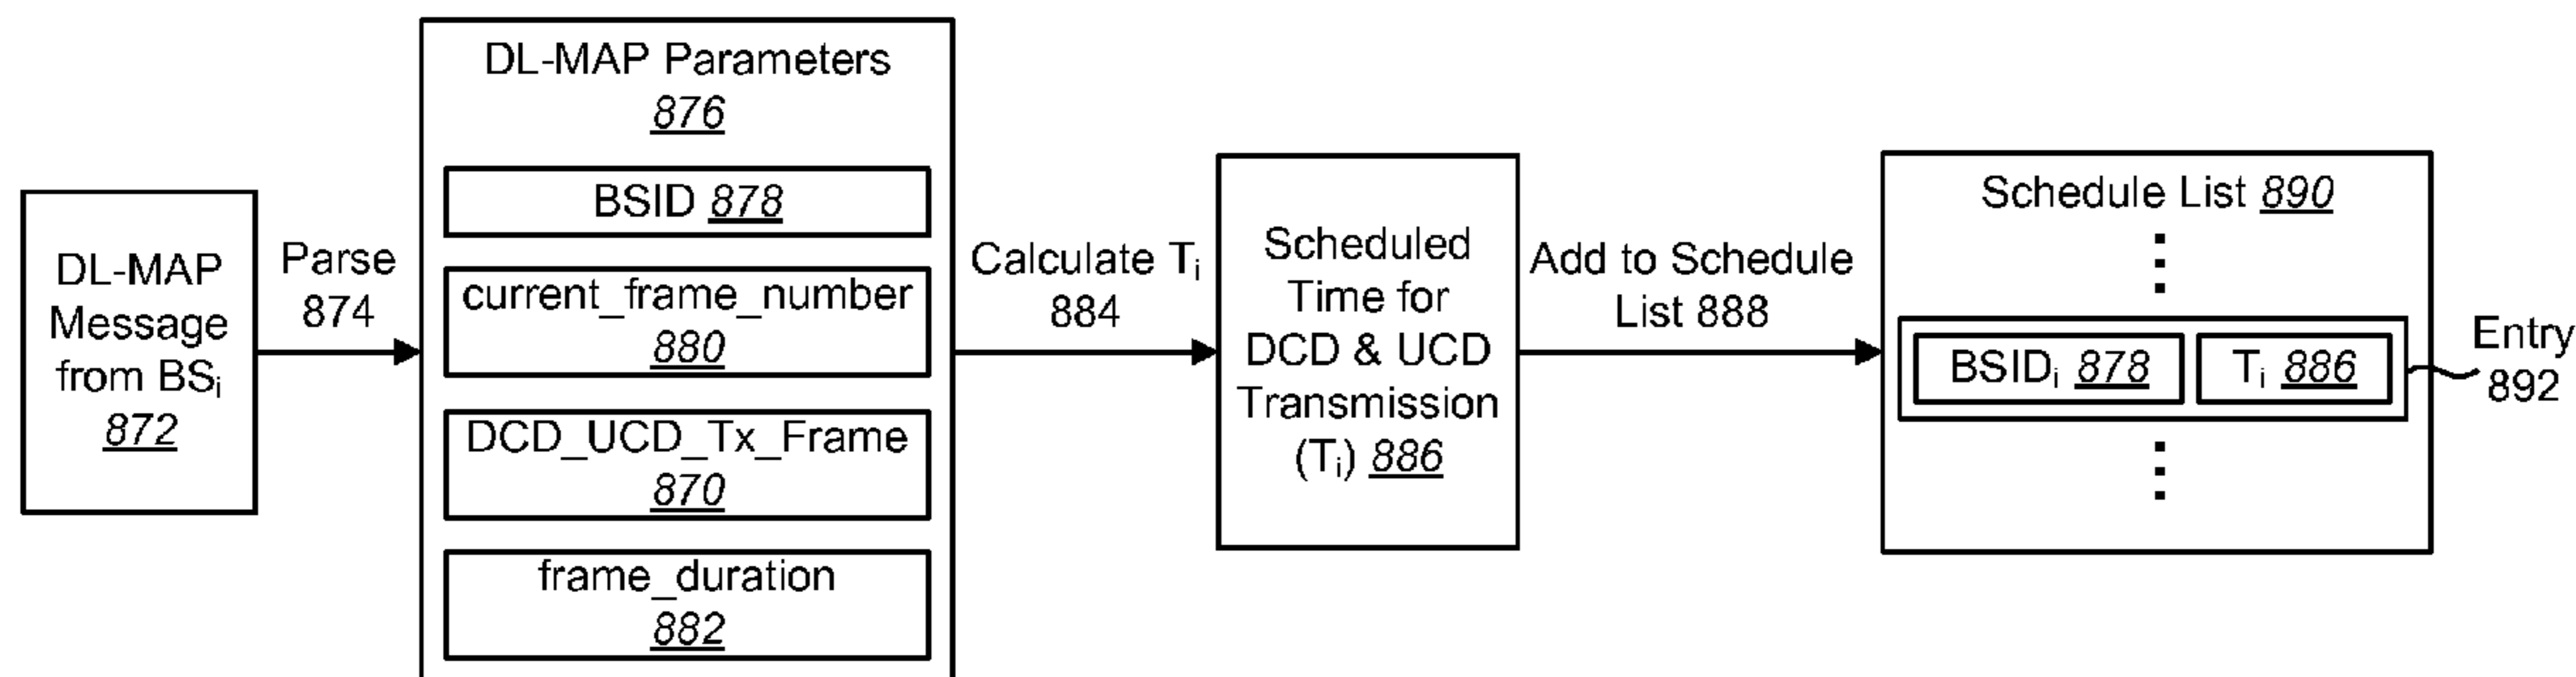 DL-MAP
Message
from BSi
872
Parse
874
DL-MAP Parameters
876
BSID 878
current_frame_number
880
DCD_UCD_Tx_Frame
870
frame_duration
882
Calculate Ti
884
Scheduled
Time for
DCD & UCD
Transmission
(Ti) 886
Add to Schedule
List 888
Schedule List 890
BSIDi 878
Ti 886
Entry
892